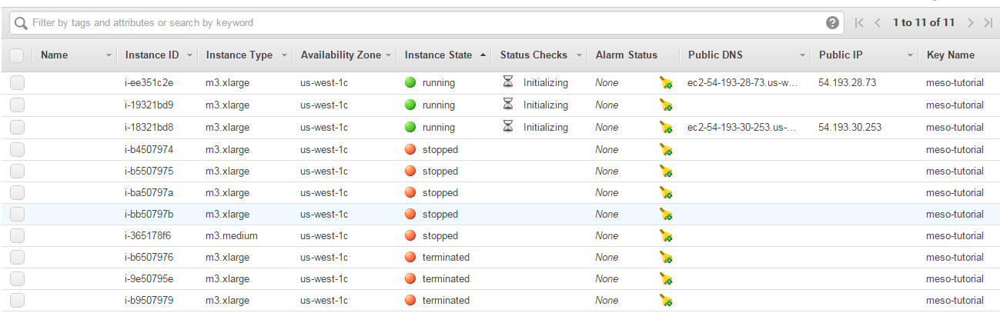 Filter by tags and attributes or search by keyword ? 1 to 11 of 11
Name Instance ID Instance Type Availability Zone Instance State Status Checks Alarm Status Public DNS Public IP Key Name
i-ee351c2e m3.xlarge us-west-1c running Initializing None ec2-54-193-28-73.us-w... 54.193.28.73 meso-tutorial
i-19321bd9 m3.xlarge us-west-1c running Initializing None meso-tutorial
i-18321bd8 m3.xlarge us-west-1c running Initializing None ec2-54-193-30-253.us-... 54.193.30.253 meso-tutorial
i-b4507974 m3.xlarge us-west-1c stopped None meso-tutorial
i-b5507975 m3.xlarge us-west-1c stopped None meso-tutorial
i-ba50797a m3.xlarge us-west-1c stopped None meso-tutorial
i-bb50797b m3.xlarge us-west-1c stopped None meso-tutorial
i-365178f6 m3.medium us-west-1c stopped None meso-tutorial
i-b6507976 m3.xlarge us-west-1c terminated None meso-tutorial
i-9e50795e m3.xlarge us-west-1c terminated None meso-tutorial
i-b9507979 m3.xlarge us-west-1c terminated None meso-tutorial